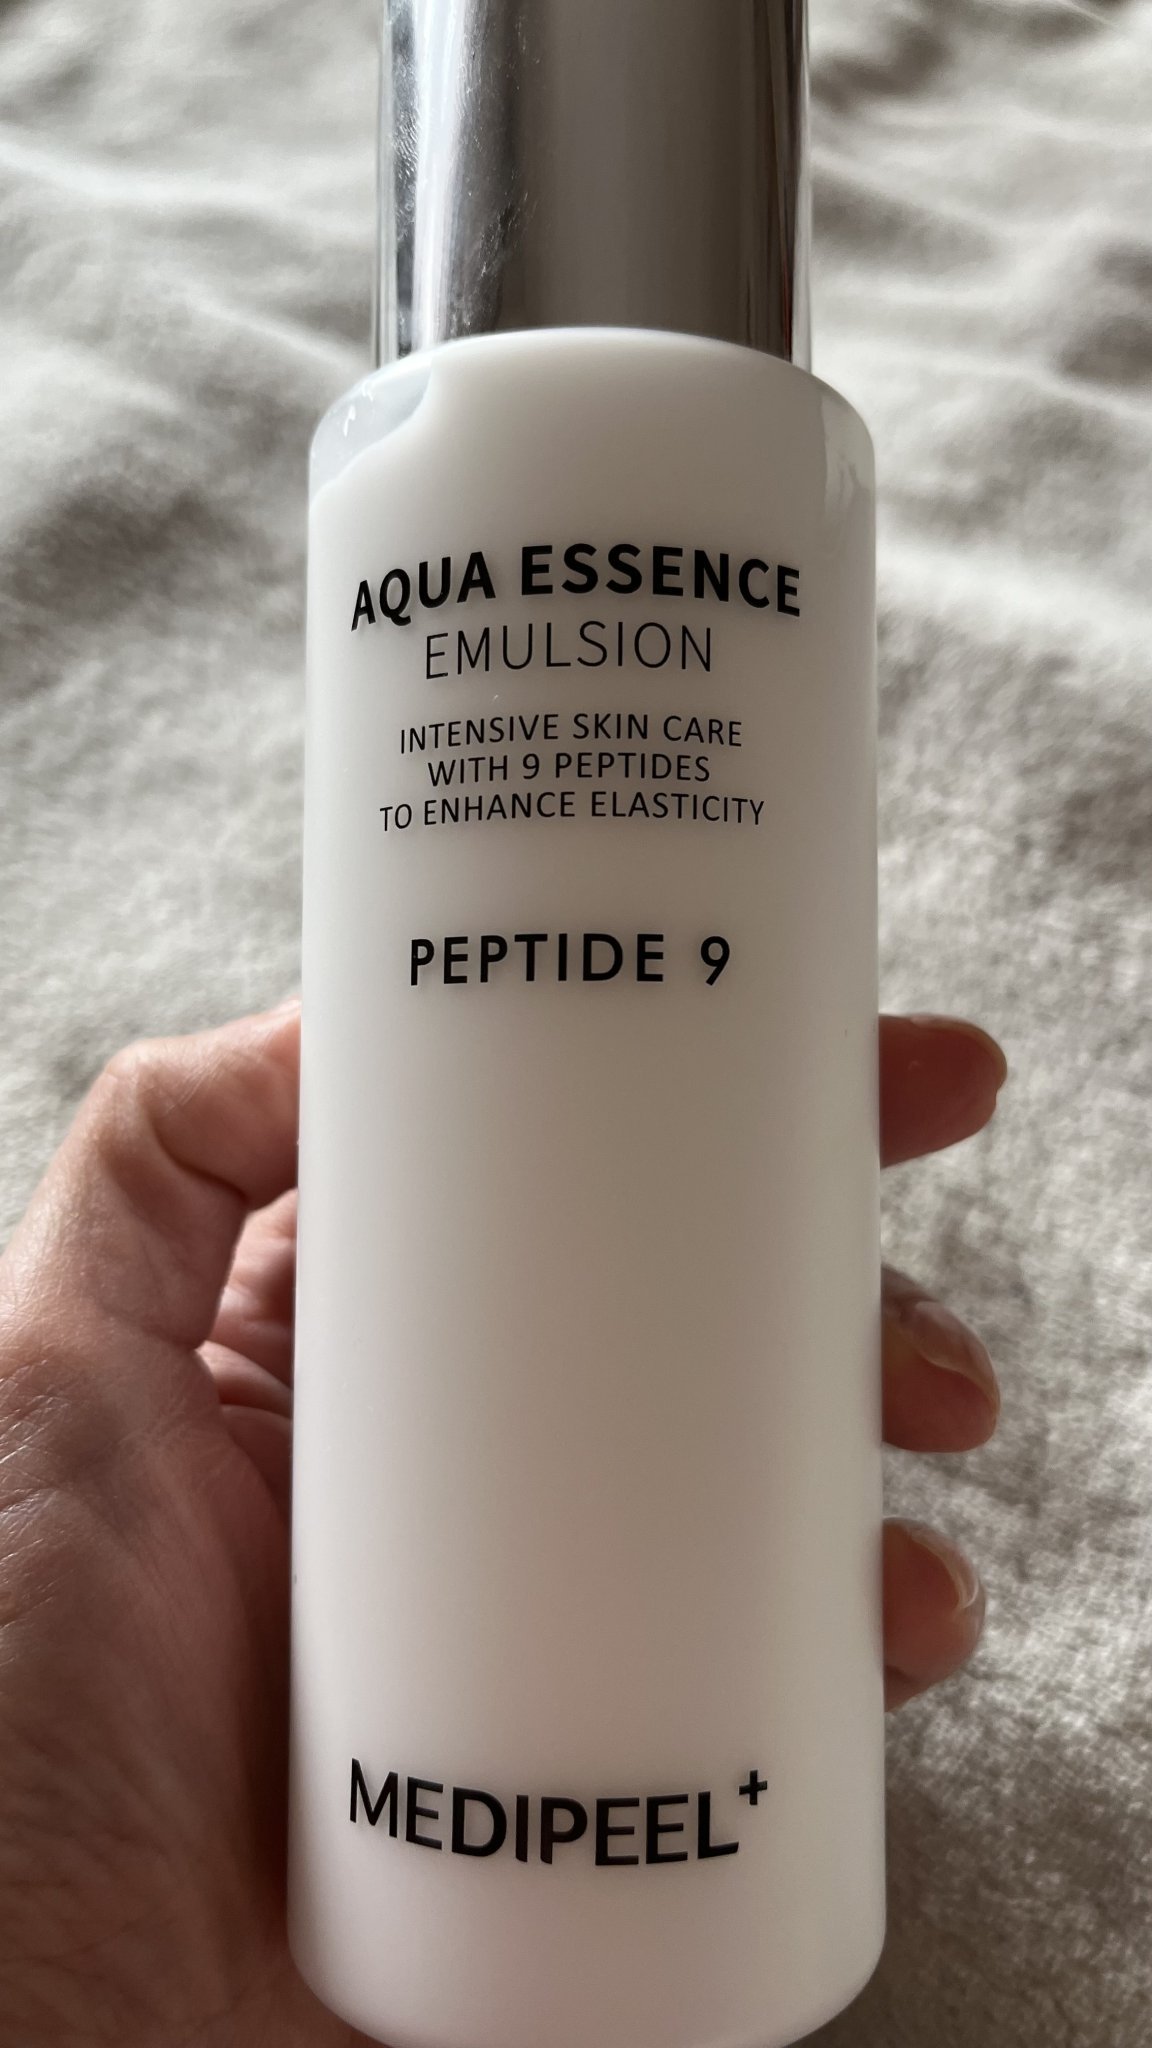 AQUA ESSENCE
EMULSION
INTENSIVE SKIN CARE
WITH 9 PEPTIDES
TO ENHANCE ELASTICITY
PEPTIDE 9
MEDIPEEL+